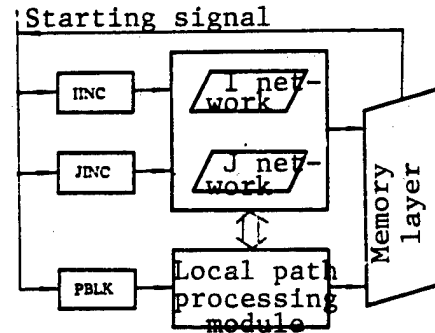 Starting signal
IINC
I net-
work
JINC
J net-
work
Memory
layer
PBLK
Local path
processing
module